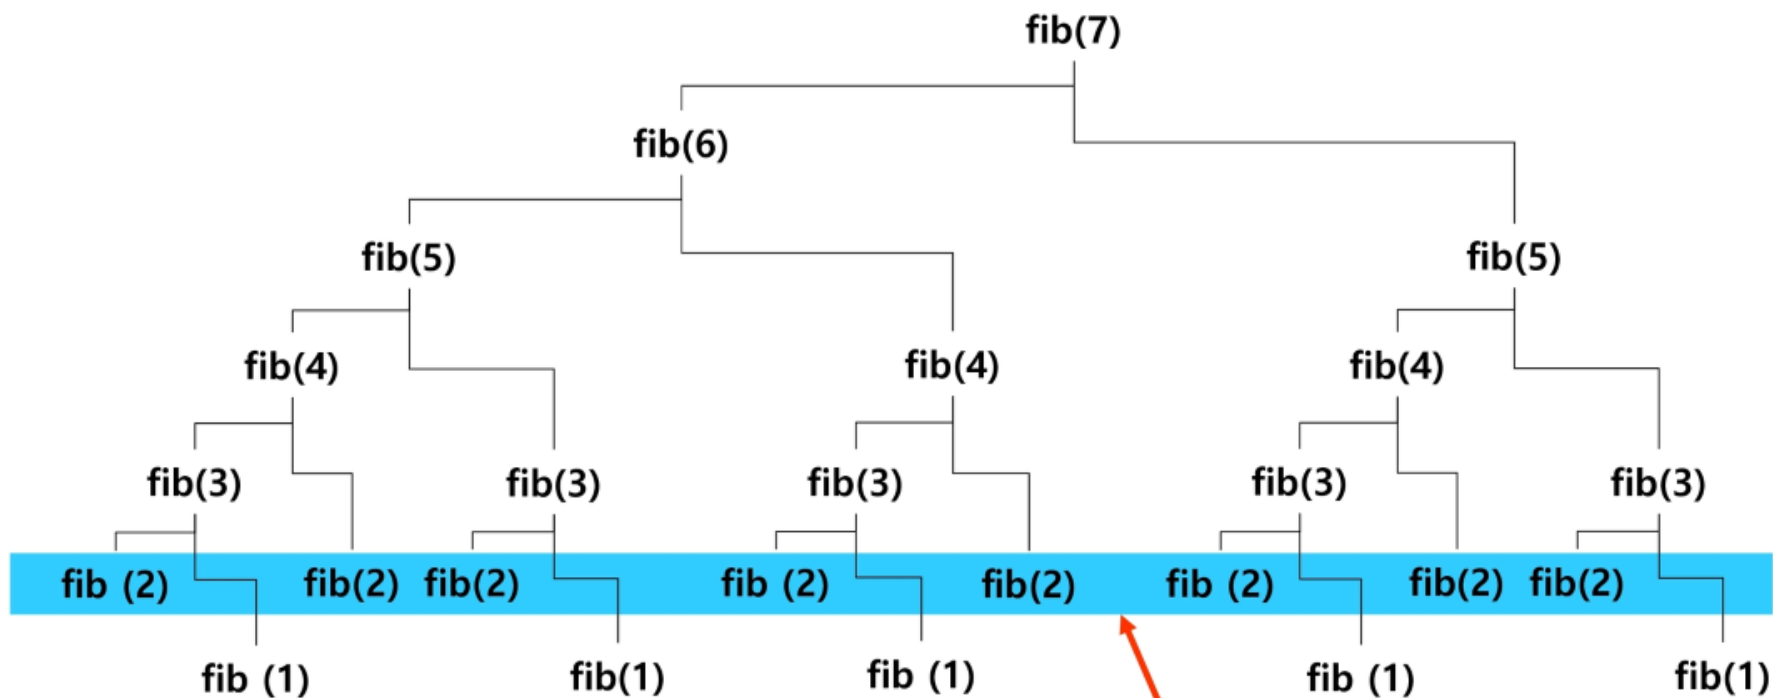 fib(7)
fib(6)
fib(5) fib(5)
fib(4) fib(4) fib(4)
fib(3) fib(3) fib(3) fib(3) fib(3)
fib (2) fib(2) fib(2) fib (2) fib(2) fib (2) fib(2) fib(2)
fib (1) fib(1) fib (1) fib (1) fib(1)